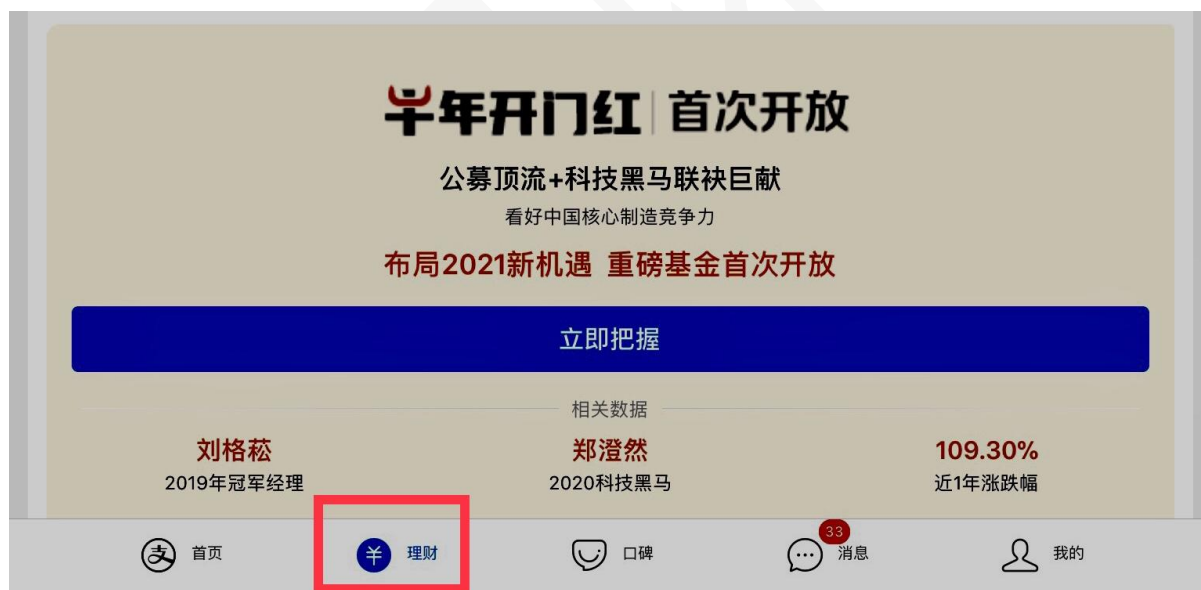 牛年开门红 首次开放
公募顶流+科技黑马联袂巨献
看好中国核心制造竞争力
布局2021新机遇 重磅基金首次开放
立即把握
相关数据
刘格菘 郑澄然 109.30%
2019年冠军经理 2020科技黑马 近1年涨跌幅
支 首页 ¥ 理财 口碑 33 消息 我的